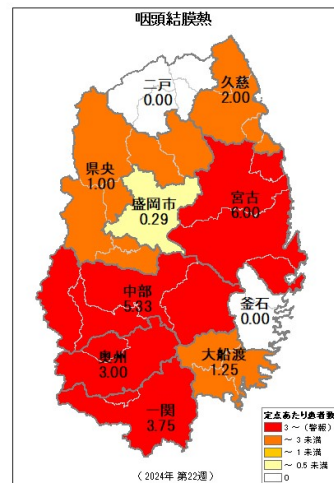 咽頭結膜熱
二戸
0.00
久慈
2.00
県央
1.00
盛岡市
0.29
宮古
6.00
中部
5.33
釜石
0.00
奥州
3.00
大船渡
1.25
一関
3.75
定点あたり患者数
3 ～ (警報)
～ 3 未満
～ 1 未満
～ 0.5 未満
0
( 2024年 第22週 )